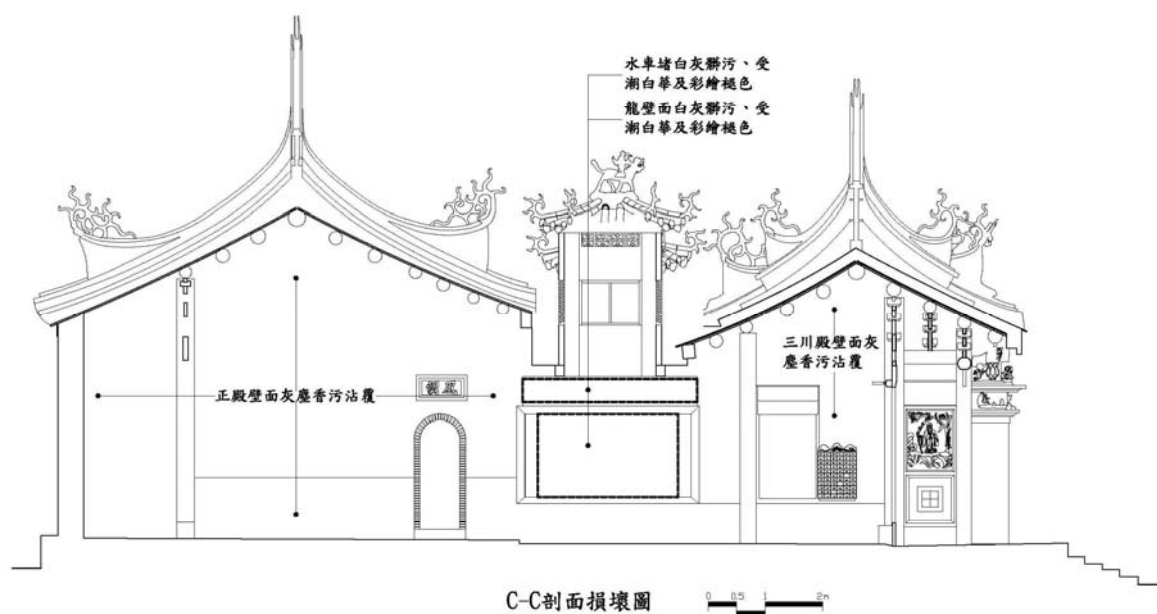 水車堵白灰髒污、受
潮白華及彩繪褪色
龍壁面白灰髒污、受
潮白華及彩繪褪色
三川殿壁面灰
塵香污沾覆
正殿壁面灰塵香污沾覆
C-C剖面損壞圖
0 0.5 1 2m